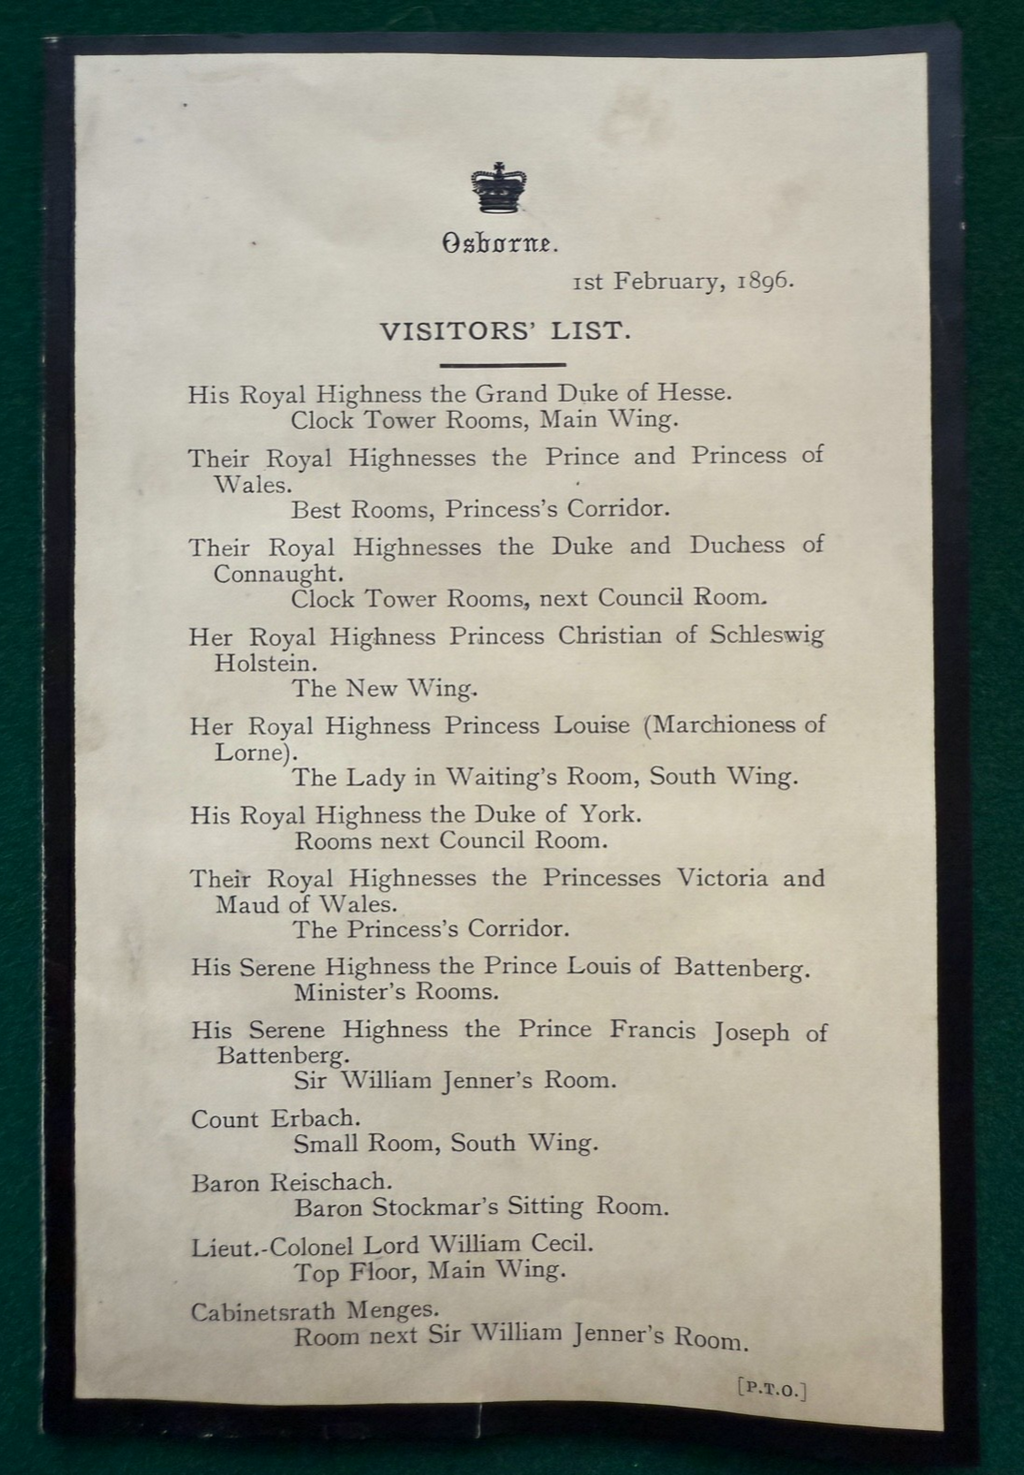 Osborne.
1st February, 1896.
VISITORS' LIST.
His Royal Highness the Grand Duke of Hesse.
Clock Tower Rooms, Main Wing.
Their Royal Highnesses the Prince and Princess of
Wales.
Best Rooms, Princess's Corridor.
Their Royal Highnesses the Duke and Duchess of
Connaught.
Clock Tower Rooms, next Council Room.
Her Royal Highness Princess Christian of Schleswig
Holstein.
The New Wing.
Her Royal Highness Princess Louise (Marchioness of
Lorne).
The Lady in Waiting's Room, South Wing.
His Royal Highness the Duke of York.
Rooms next Council Room.
Their Royal Highnesses the Princesses Victoria and
Maud of Wales.
The Princess's Corridor.
His Serene Highness the Prince Louis of Battenberg.
Minister's Rooms.
His Serene Highness the Prince Francis Joseph of
Battenberg.
Sir William Jenner's Room.
Count Erbach.
Small Room, South Wing.
Baron Reischach.
Baron Stockmar's Sitting Room.
Lieut.-Colonel Lord William Cecil.
Top Floor, Main Wing.
Cabinetsrath Menges.
Room next Sir William Jenner's Room.
[P.T.O.]